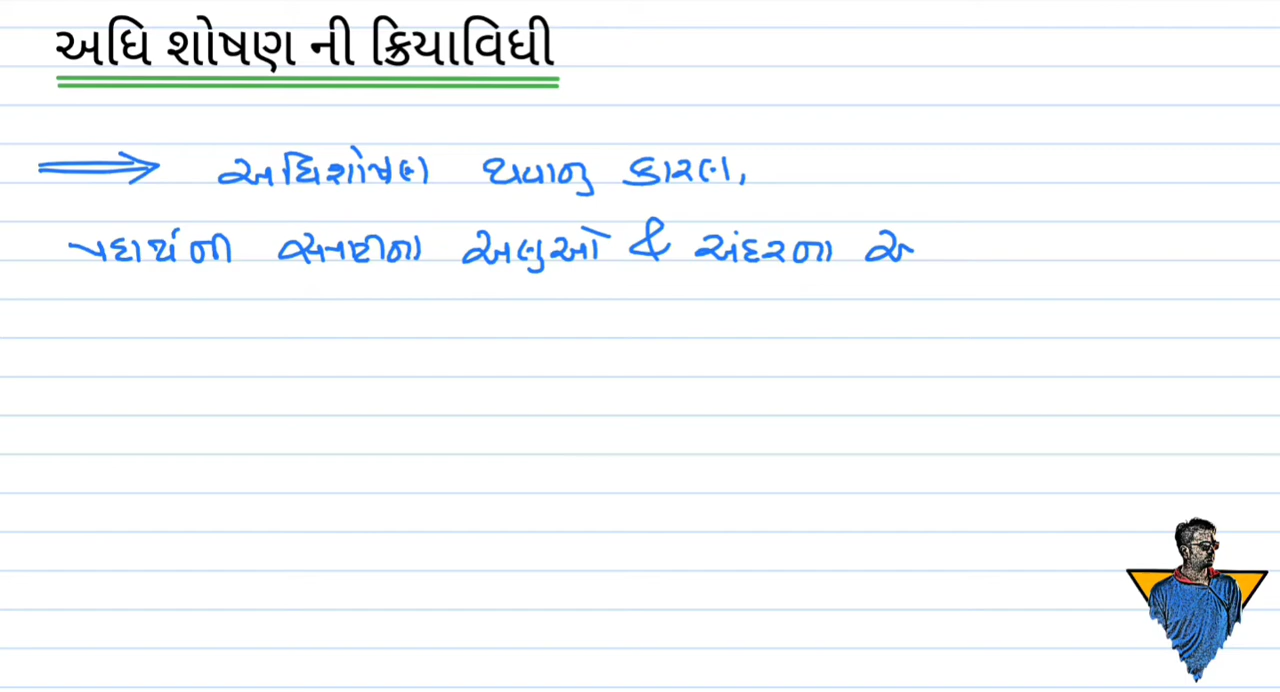 અધિ શોષણ ની ક્રિયાવિધી
અધિશોષણ થવાનુ કારણ,
પદાર્થની સપાટીના અણુઓ & અંદરના અ